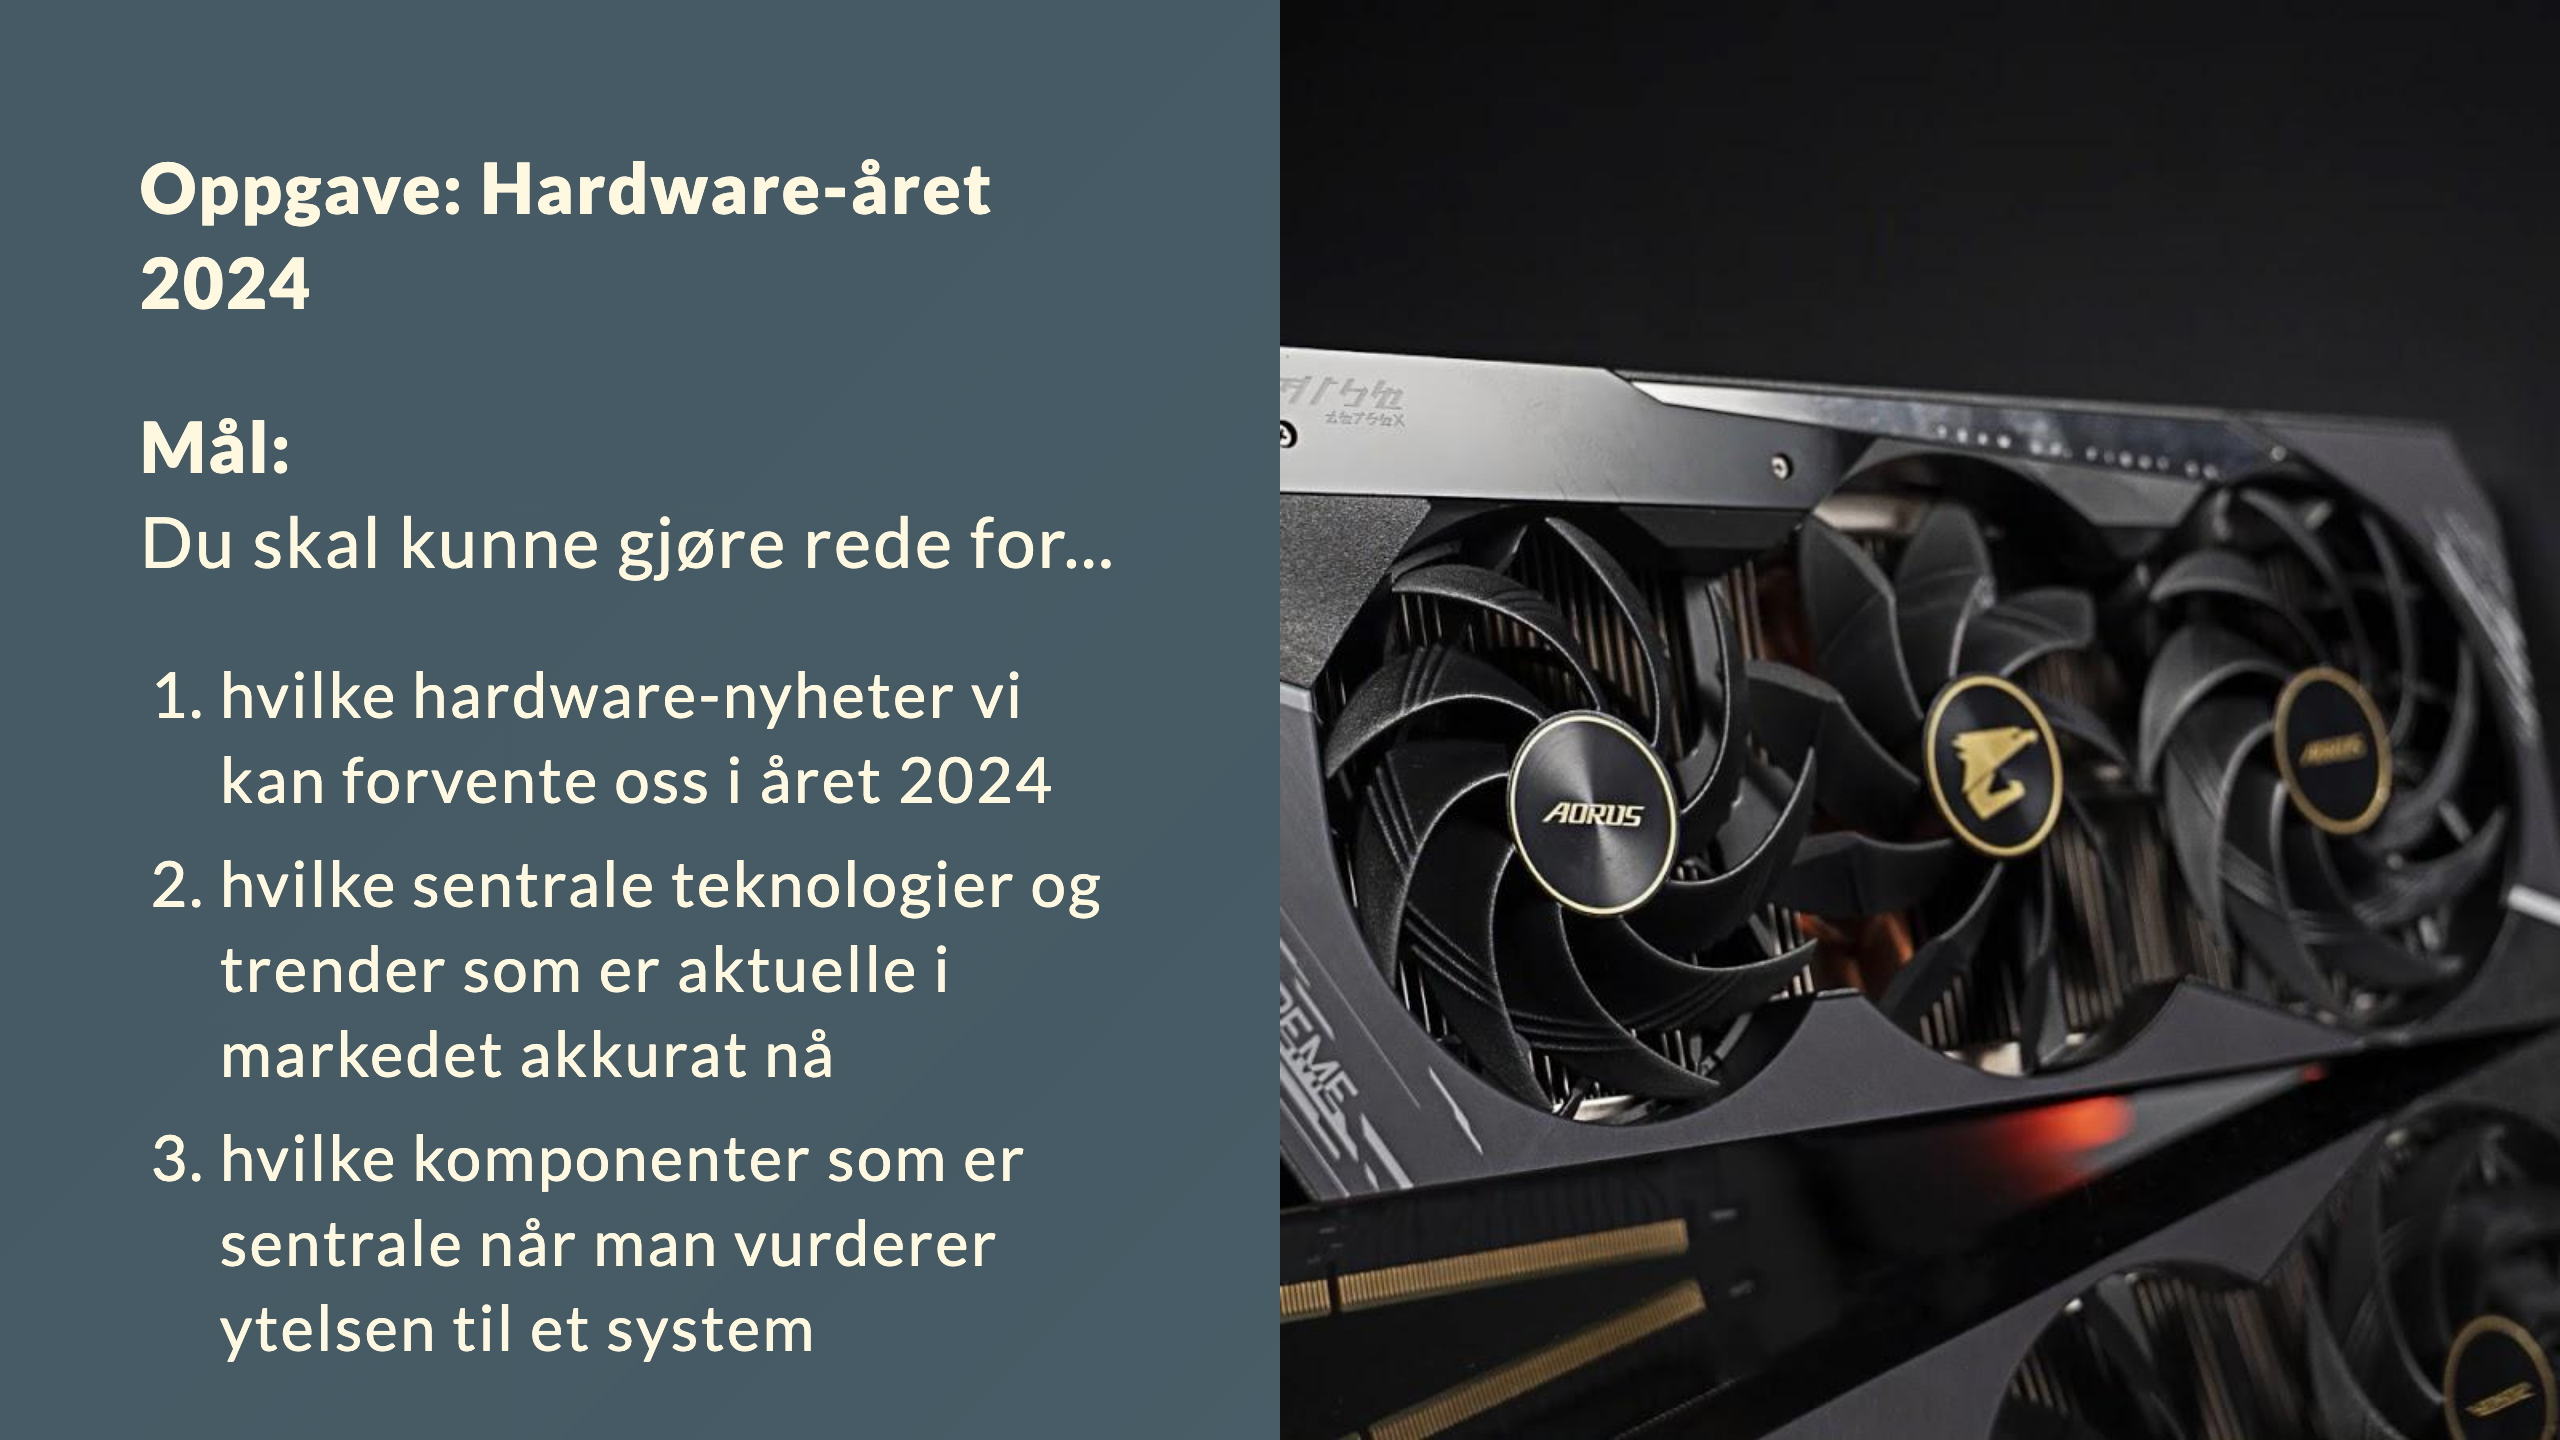 Oppgave: Hardware-året
2024
Mål:
Du skal kunne gjøre rede for...
1. hvilke hardware-nyheter vi
kan forvente oss i året 2024
2. hvilke sentrale teknologier og
trender som er aktuelle i
markedet akkurat nå
3. hvilke komponenter som er
sentrale når man vurderer
ytelsen til et system
AORUS